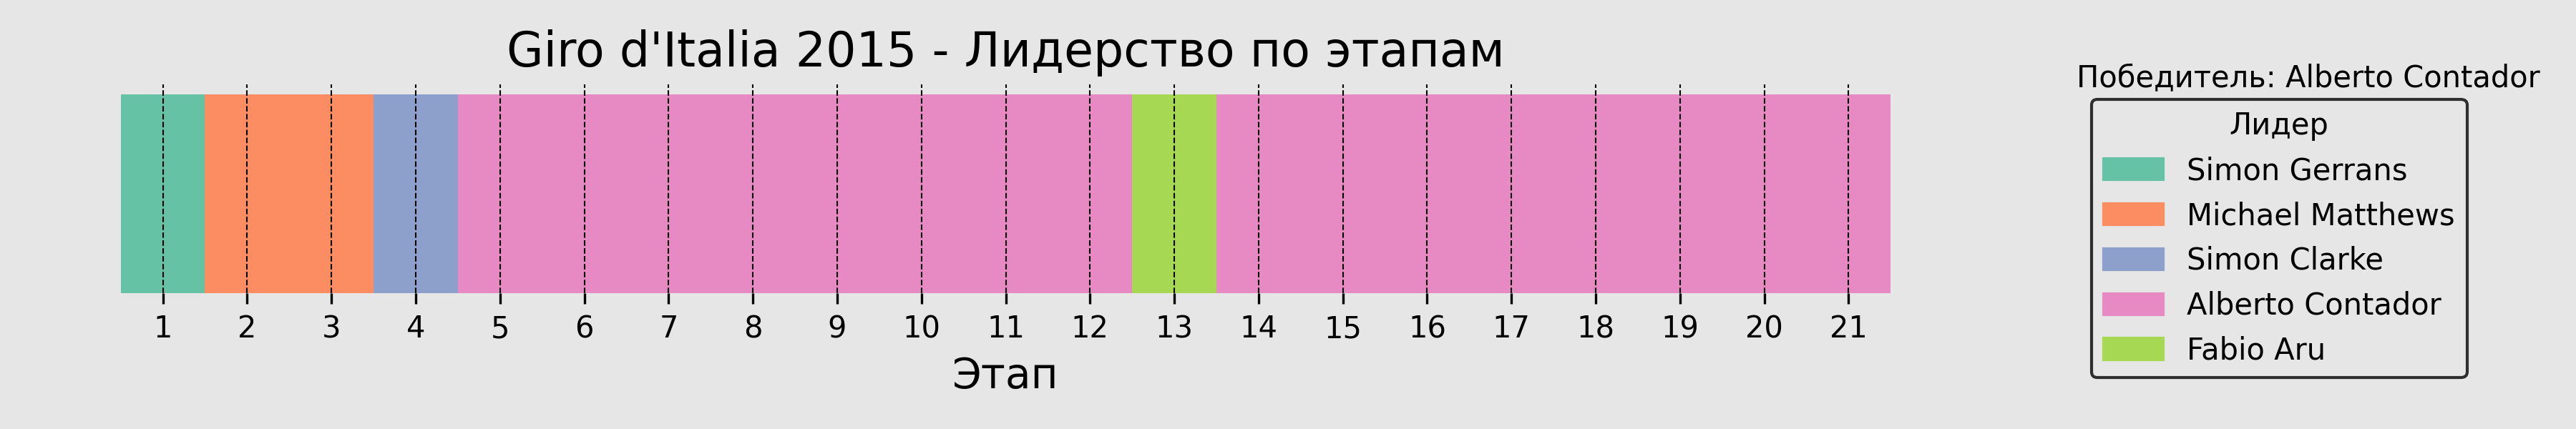 Giro d'Italia 2015 - Лидерство по этапам
1 2 3 4 5 6 7 8 9 10 11 12 13 14 15 16 17 18 19 20 21
Этап
Победитель: Alberto Contador
Лидер
Simon Gerrans
Michael Matthews
Simon Clarke
Alberto Contador
Fabio Aru